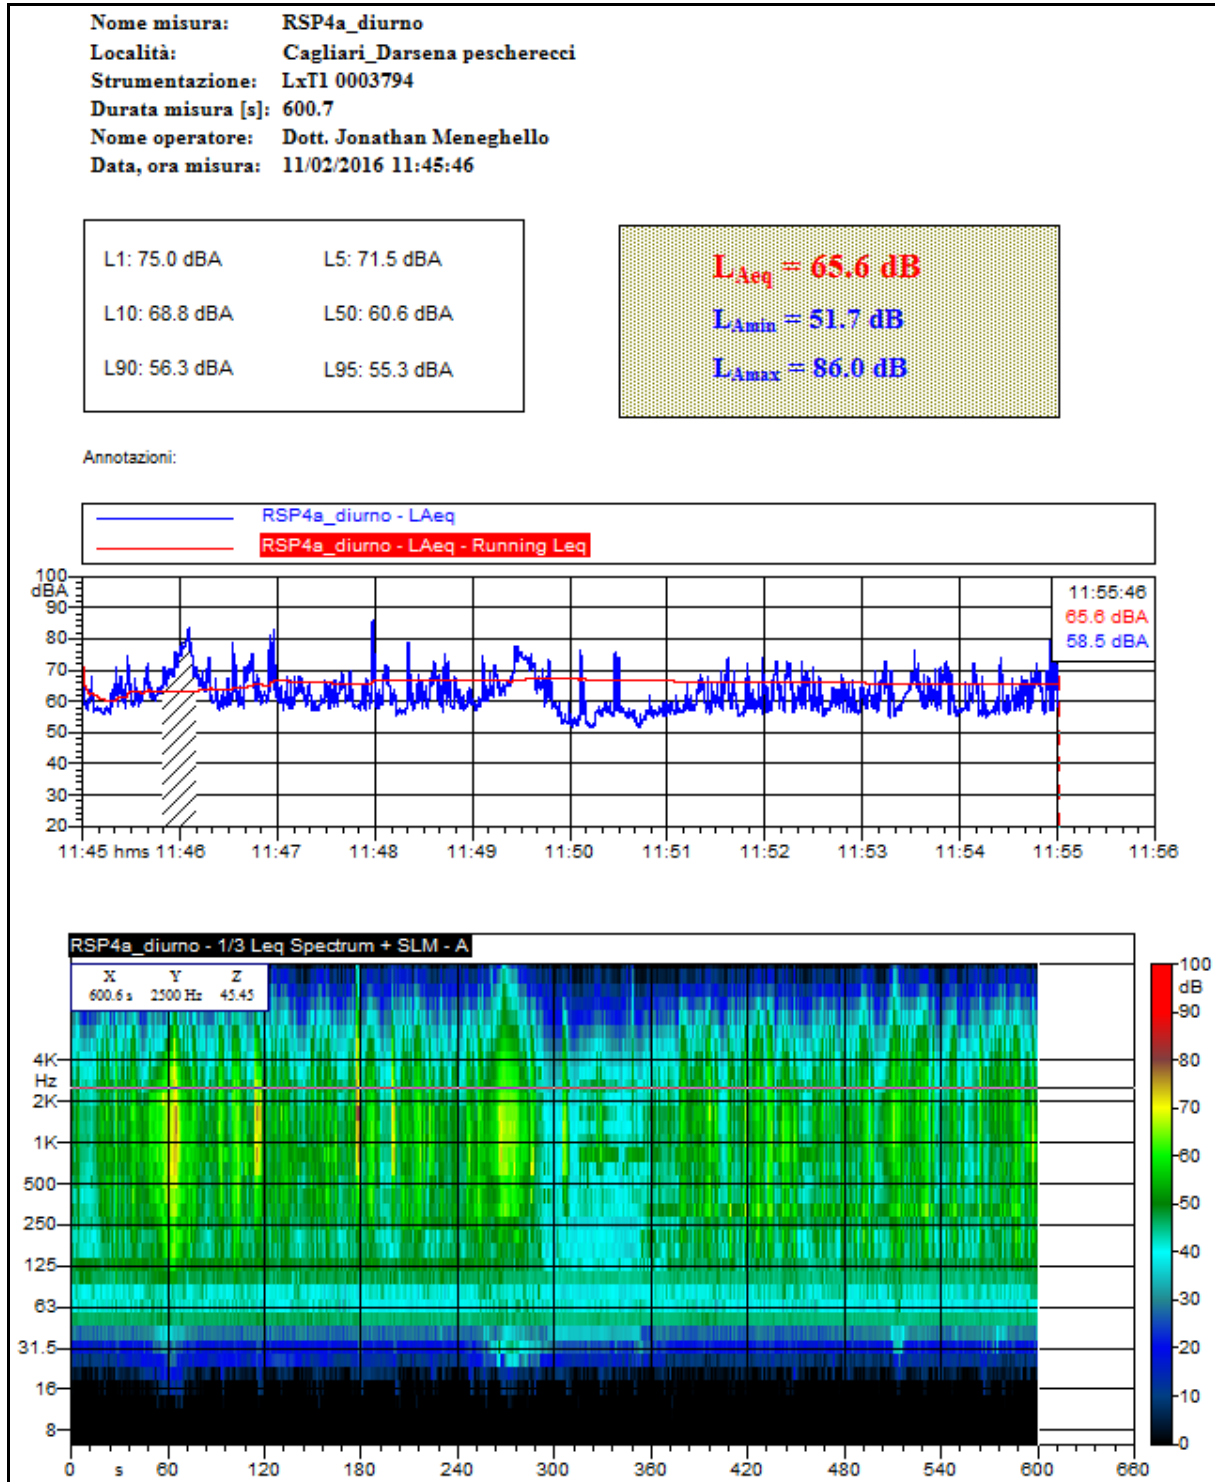 Nome misura: RSP4a_diurno
Località: Cagliari_Darsena pescherecci
Strumentazione: LxT1 0003794
Durata misura [s]: 600.7
Nome operatore: Dott. Jonathan Meneghello
Data, ora misura: 11/02/2016 11:45:46
L1: 75.0 dBA L5: 71.5 dBA
L10: 68.8 dBA L50: 60.6 dBA
L90: 56.3 dBA L95: 55.3 dBA
LAeq = 65.6 dB
LAmin = 51.7 dB
LAmax = 86.0 dB
Annotazioni:
RSP4a_diurno - LAeq
RSP4a_diurno - LAeq - Running Leq
100
dBA
90
80
70
60
50
40
30
20
11:55:46
65.6 dBA
58.5 dBA
11:45 hms 11:46 11:47 11:48 11:49 11:50 11:51 11:52 11:53 11:54 11:55 11:56
RSP4a_diurno - 1/3 Leq Spectrum + SLM - A
X Y Z
600.6 s 2500 Hz 45.45
4K
Hz
2K
1K
500
250
125
63
31.5
16
8
0 s 60 120 180 240 300 360 420 480 540 600 660
100
dB
90
80
70
60
50
40
30
20
10
0